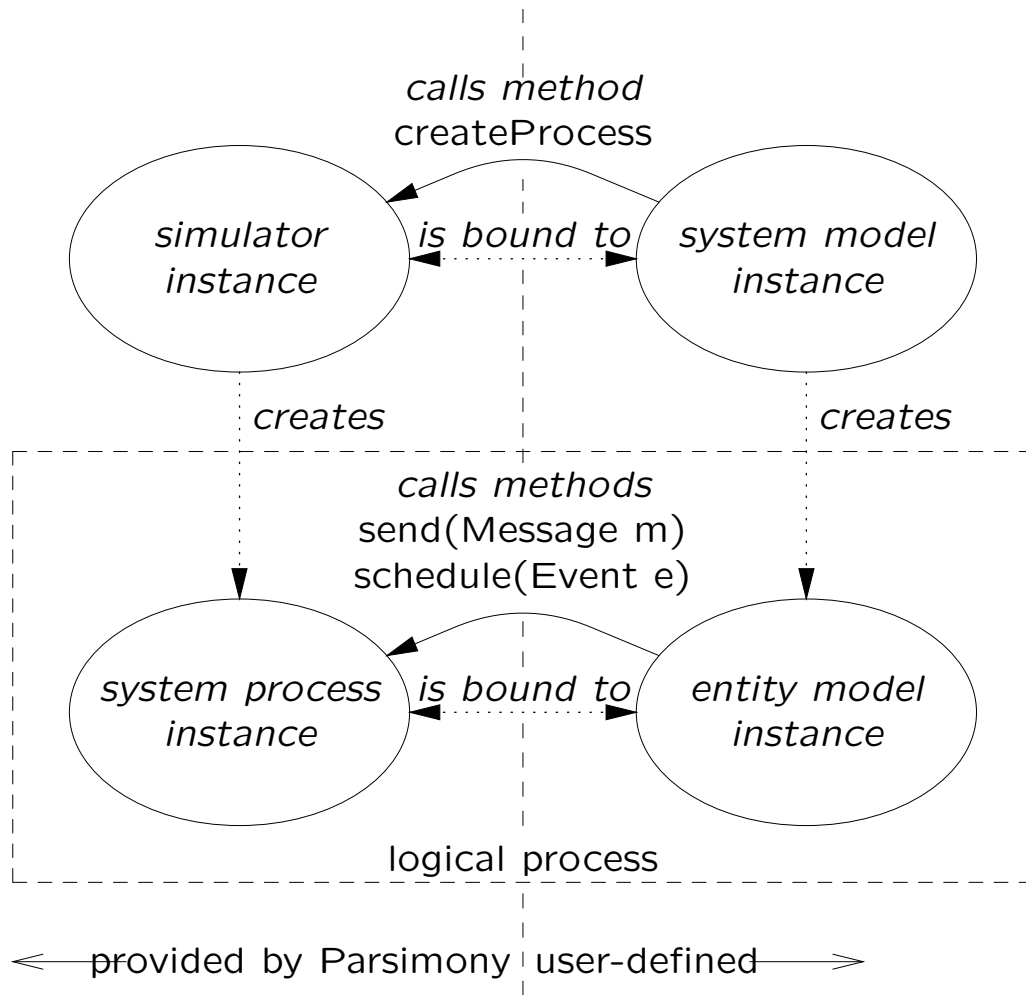 calls method
createProcess
simulator
instance
is bound to
system model
instance
creates
creates
calls methods
send(Message m)
schedule(Event e)
system process
instance
is bound to
entity model
instance
logical process
provided by Parsimony
user-defined